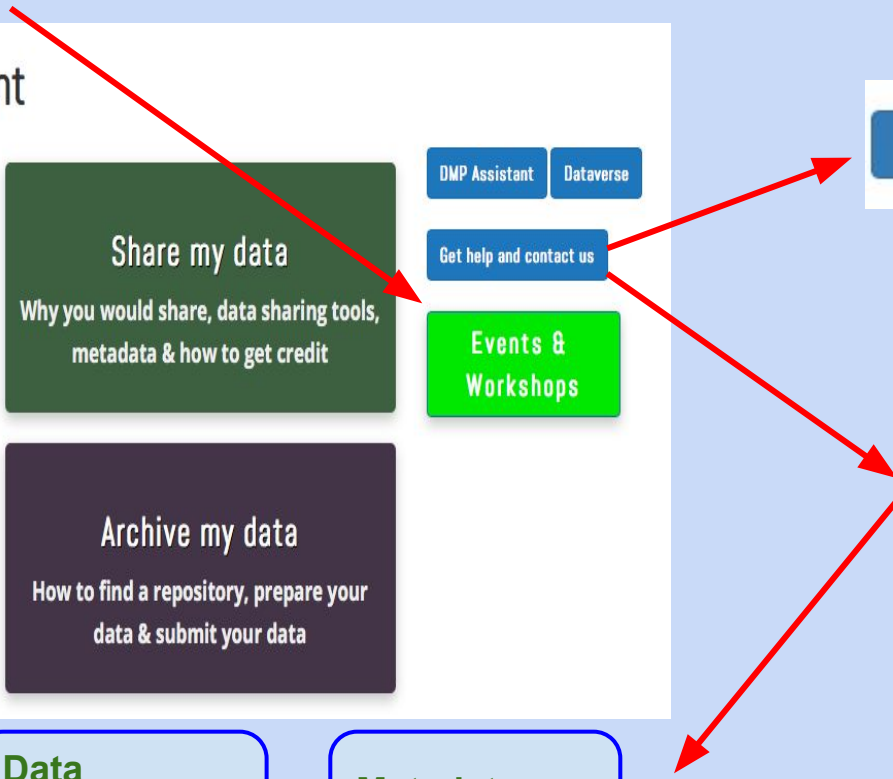 nt
Share my data
Why you would share, data sharing tools,
metadata & how to get credit
DMP Assistant
Dataverse
Get help and contact us
Events &
Workshops
Archive my data
How to find a repository, prepare your
data & submit your data
Data